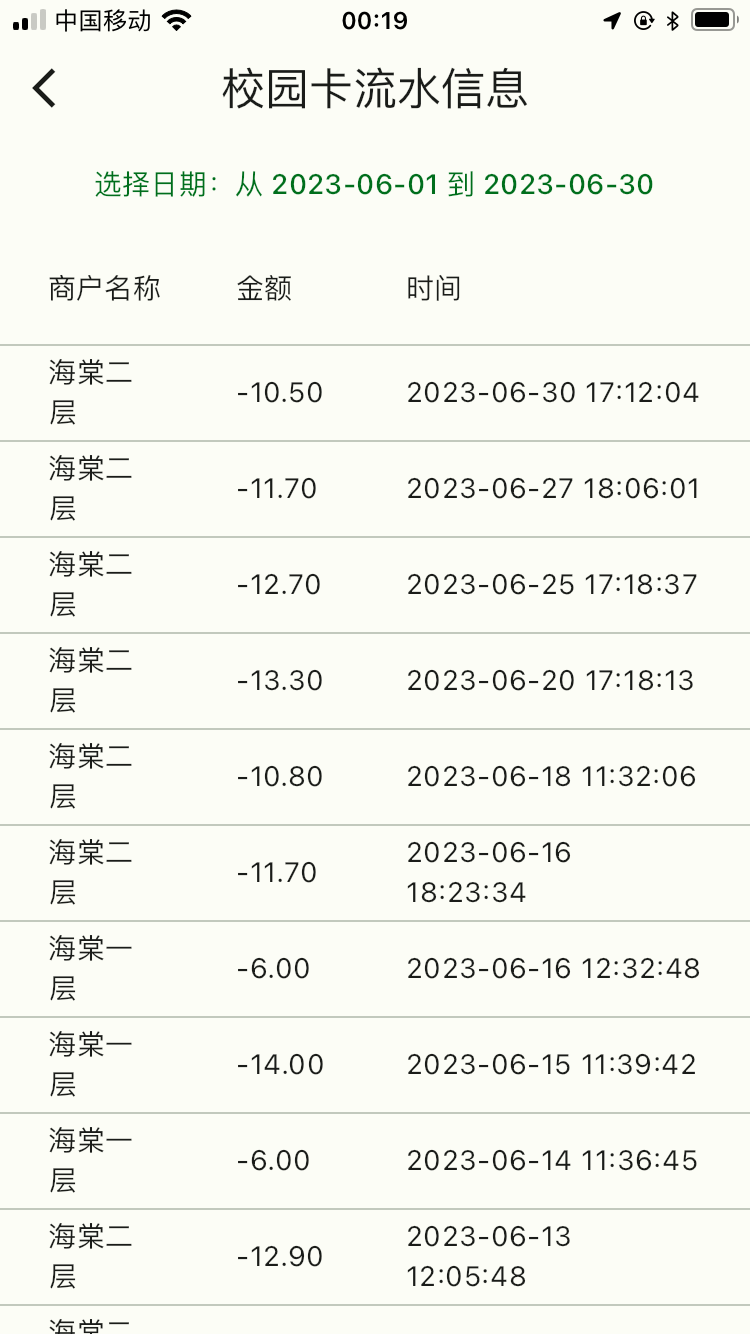 中国移动 00:19
校园卡流水信息
选择日期：从 2023-06-01 到 2023-06-30
商户名称 金额 时间
海棠二
层 -10.50 2023-06-30 17:12:04
海棠二
层 -11.70 2023-06-27 18:06:01
海棠二
层 -12.70 2023-06-25 17:18:37
海棠二
层 -13.30 2023-06-20 17:18:13
海棠二
层 -10.80 2023-06-18 11:32:06
海棠二
层 -11.70 2023-06-16
18:23:34
海棠一
层 -6.00 2023-06-16 12:32:48
海棠一
层 -14.00 2023-06-15 11:39:42
海棠一
层 -6.00 2023-06-14 11:36:45
海棠二
层 -12.90 2023-06-13
12:05:48
海棠二